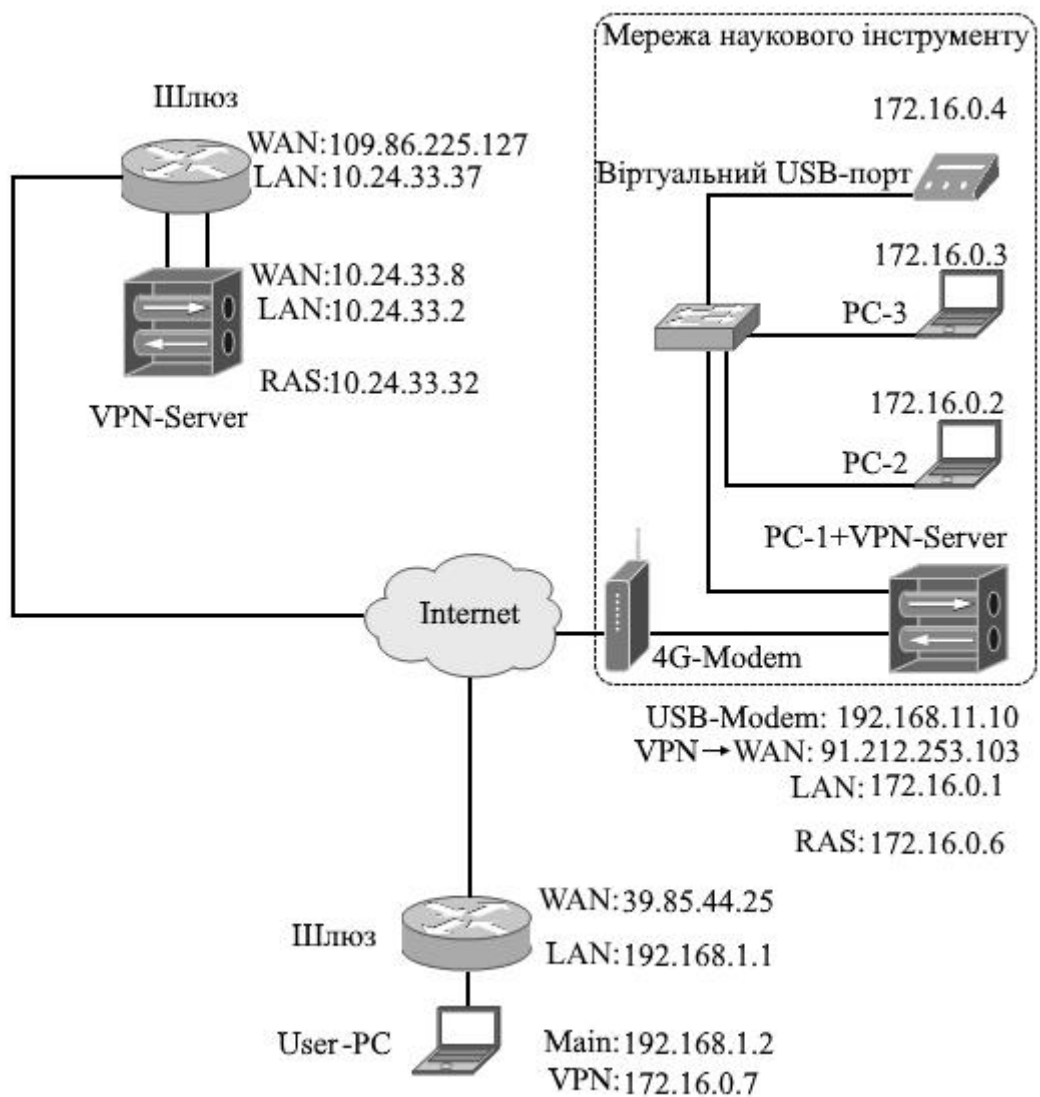 Мережа наукового інструменту
Шлюз
WAN:109.86.225.127
LAN:10.24.33.37
WAN:10.24.33.8
LAN:10.24.33.2
RAS:10.24.33.32
VPN-Server
172.16.0.4
Віртуальний USB-порт
172.16.0.3
PC-3
172.16.0.2
PC-2
PC-1+VPN-Server
Internet
4G-Modem
USB-Modem: 192.168.11.10
VPN→WAN: 91.212.253.103
LAN: 172.16.0.1
RAS: 172.16.0.6
Шлюз
WAN: 39.85.44.25
LAN: 192.168.1.1
User-PC
Main: 192.168.1.2
VPN: 172.16.0.7